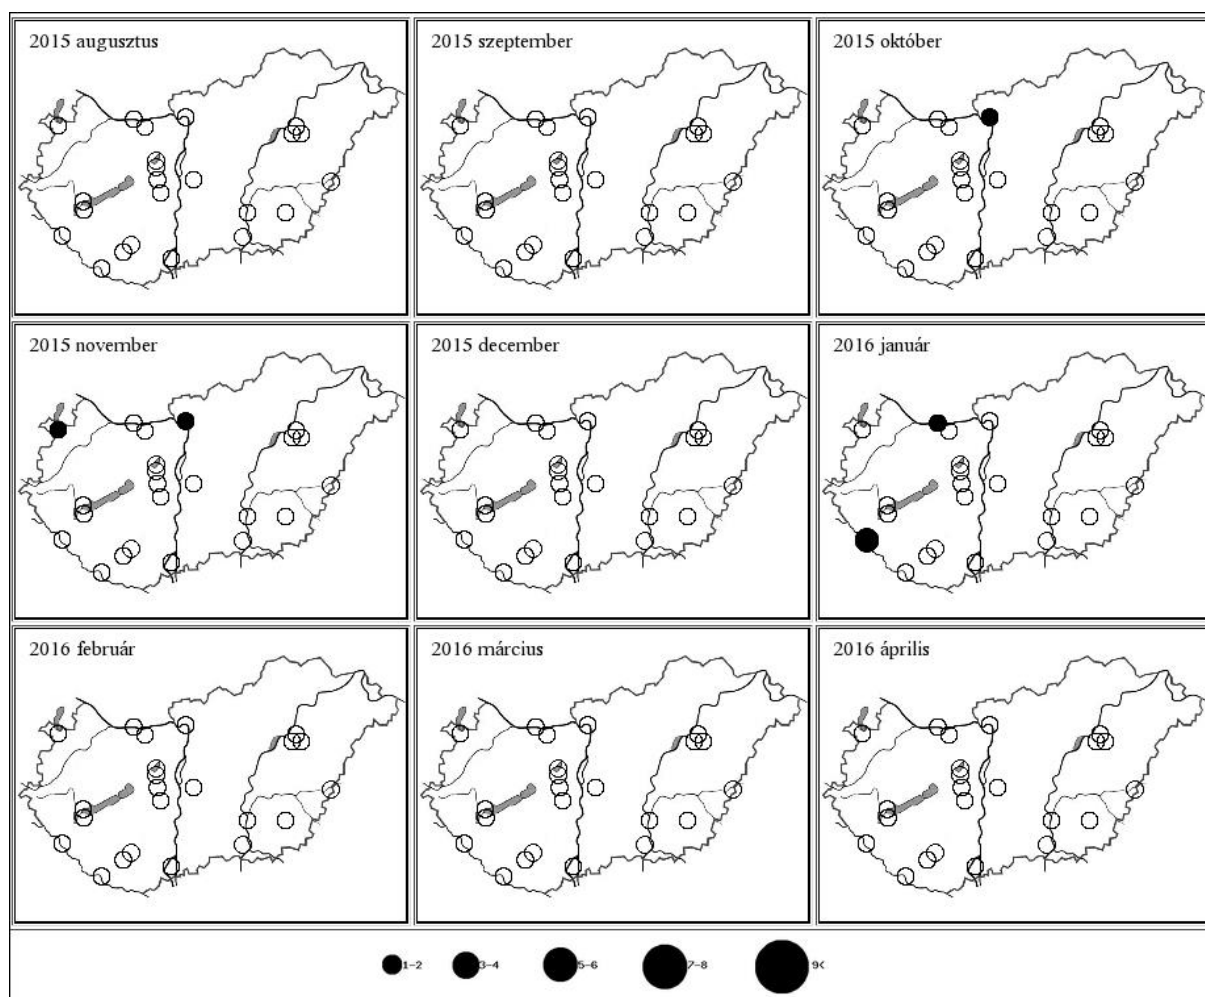 2015 augusztus
2015 szeptember
2015 október
2015 november
2015 december
2016 január
2016 február
2016 március
2016 április
1-2 3-4 5-6 7-8 9<